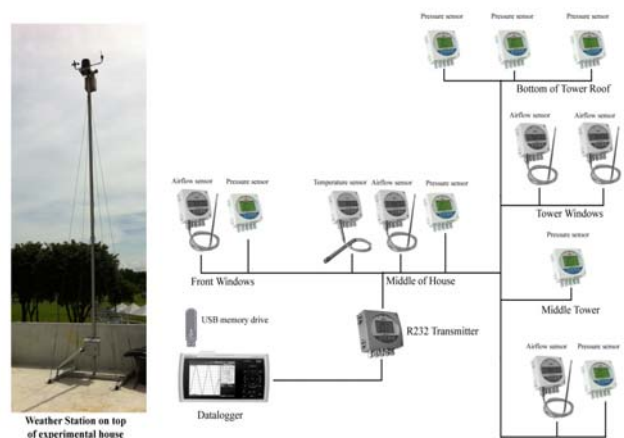 Pressure sensor Pressure sensor Pressure sensor
Bottom of Tower Roof
Airflow sensor Airflow sensor
Tower Windows
Airflow sensor Pressure sensor Temperature sensor Airflow sensor Pressure sensor
Front Windows Middle of House
Pressure sensor
Middle Tower
USB memory drive
R232 Transmitter
Datalogger
Airflow sensor Pressure sensor
Weather Station on top
of experimental house